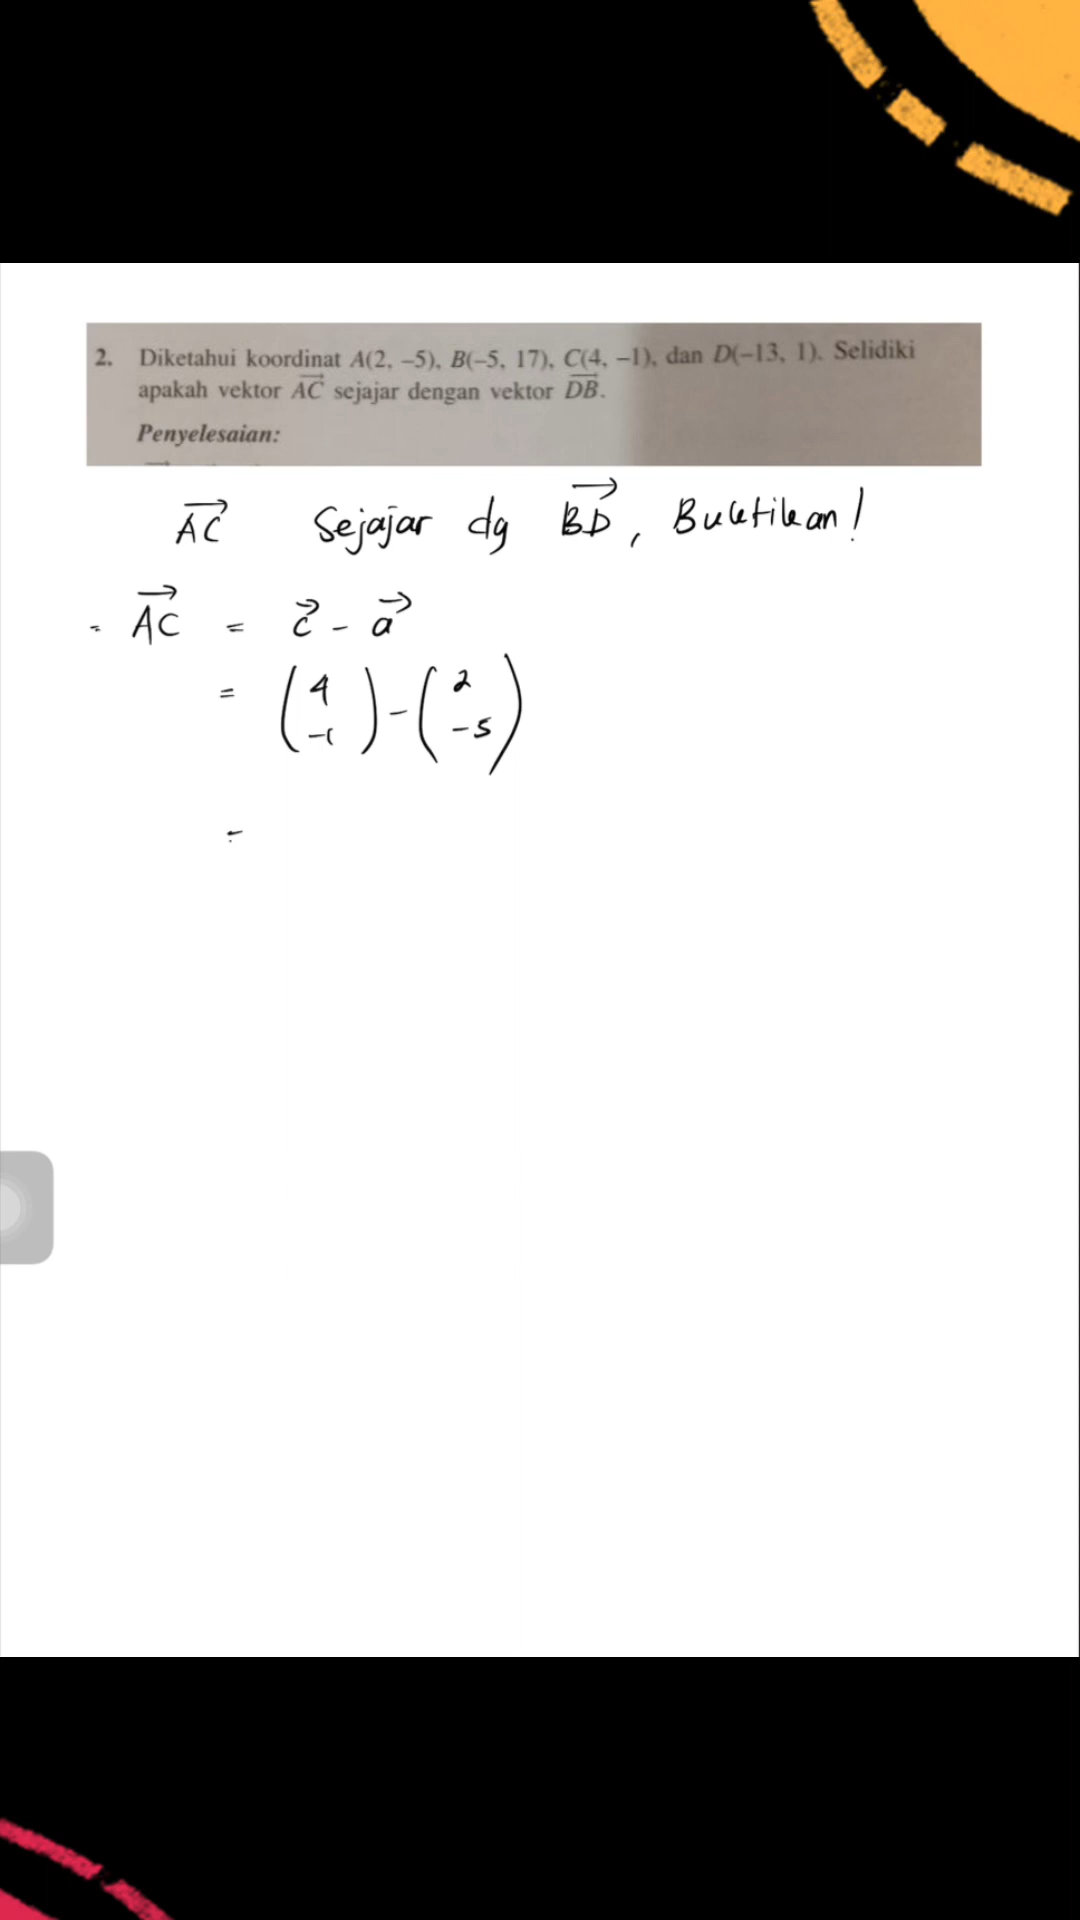 2. Diketahui koordinat A(2, –5), B(–5, 17), C(4, –1), dan D(–13, 1). Selidiki
apakah vektor AC sejajar dengan vektor DB.
Penyelesaian:
AC sejajar dg BD, Buktikan!
= AC = c - a
= (4 -1) - (2 -5)
=